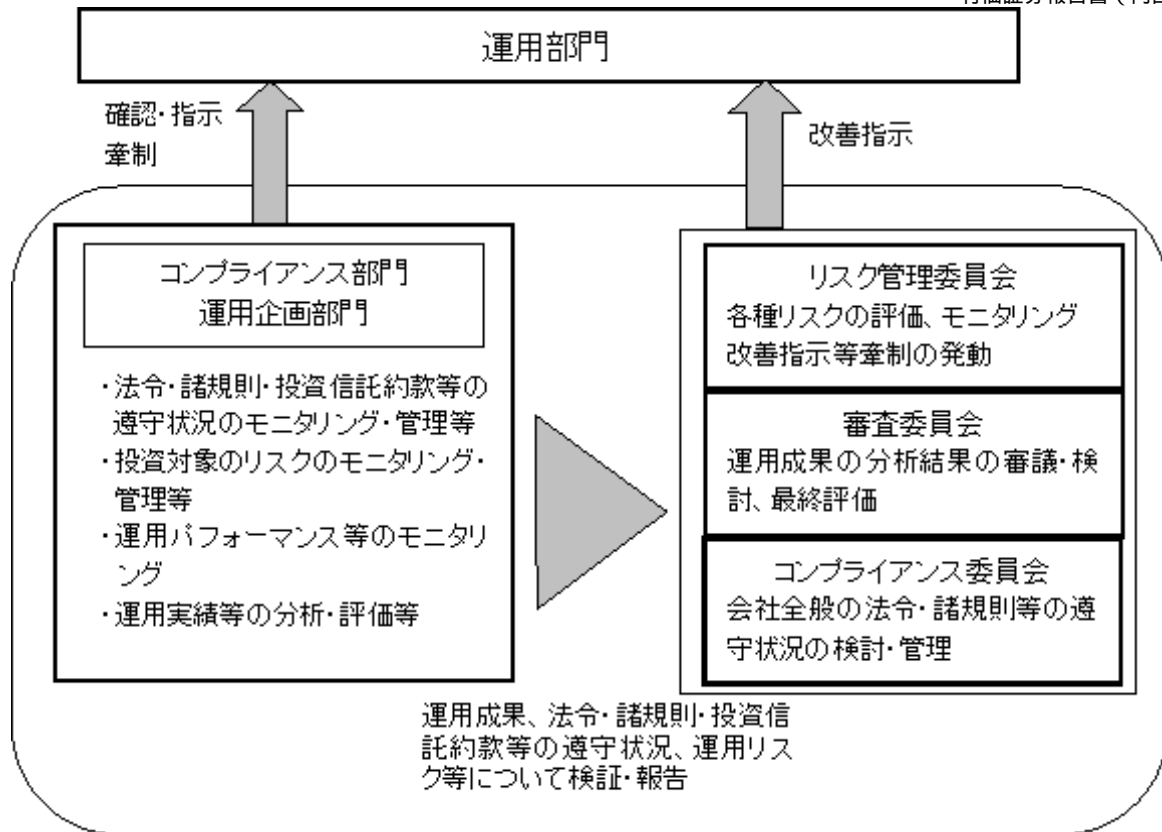 運用部門
確認・指示
牽制
改善指示
コンプライアンス部門
運用企画部門
・法令・諸規則・投資信託約款等の
遵守状況のモニタリング・管理等
・投資対象のリスクのモニタリング・
管理等
・運用パフォーマンス等のモニタリ
ング
・運用実績等の分析・評価等
リスク管理委員会
各種リスクの評価、モニタリング
改善指示等牽制の発動
審査委員会
運用成果の分析結果の審議・検
討、最終評価
コンプライアンス委員会
会社全般の法令・諸規則等の遵
守状況の検討・管理
運用成果、法令・諸規則・投資信
託約款等の遵守状況、運用リス
ク等について検証・報告